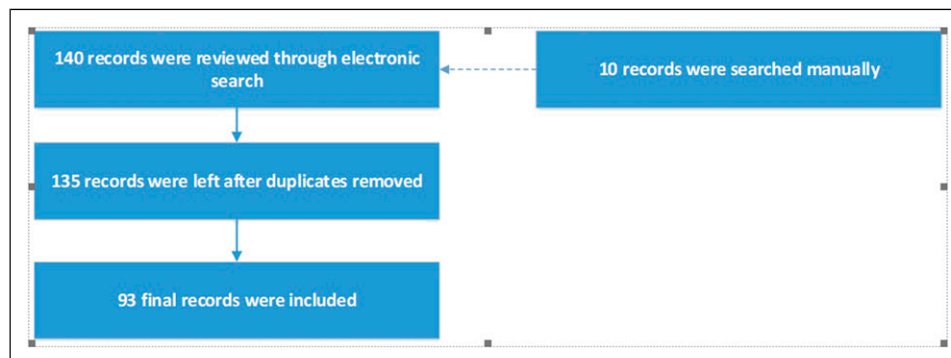 140 records were reviewed through electronic
search
10 records were searched manually
135 records were left after duplicates removed
93 final records were included